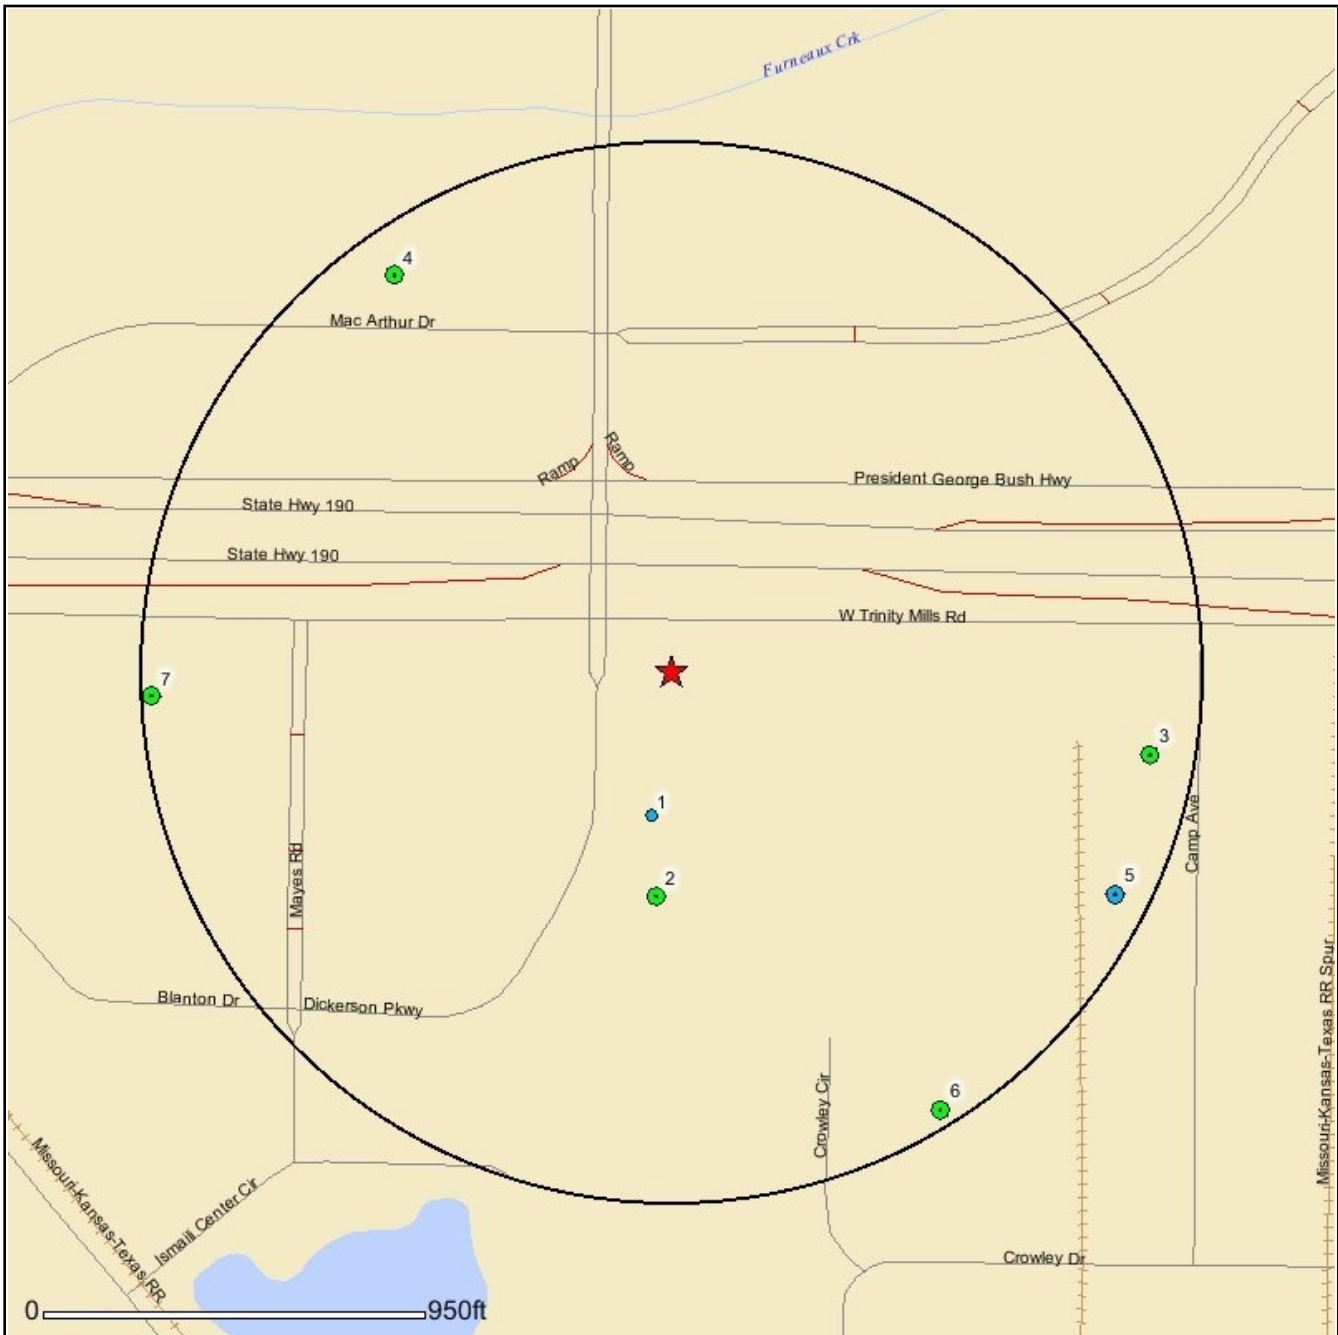 Furneaux Crk
4
Mac Arthur Dr
Ramp
Ramp
President George Bush Hwy
State Hwy 190
State Hwy 190
W Trinity Mills Rd
7
3
1
Camp Ave
Mayes Rd
2
5
Missouri-Kansas-Texas RR Spur
Blanton Dr
Dickerson Pkwy
6
Crowley Cir
Missouri-Kansas-Texas RR
Ismaili Center Cir
Crowley Dr
0
950ft